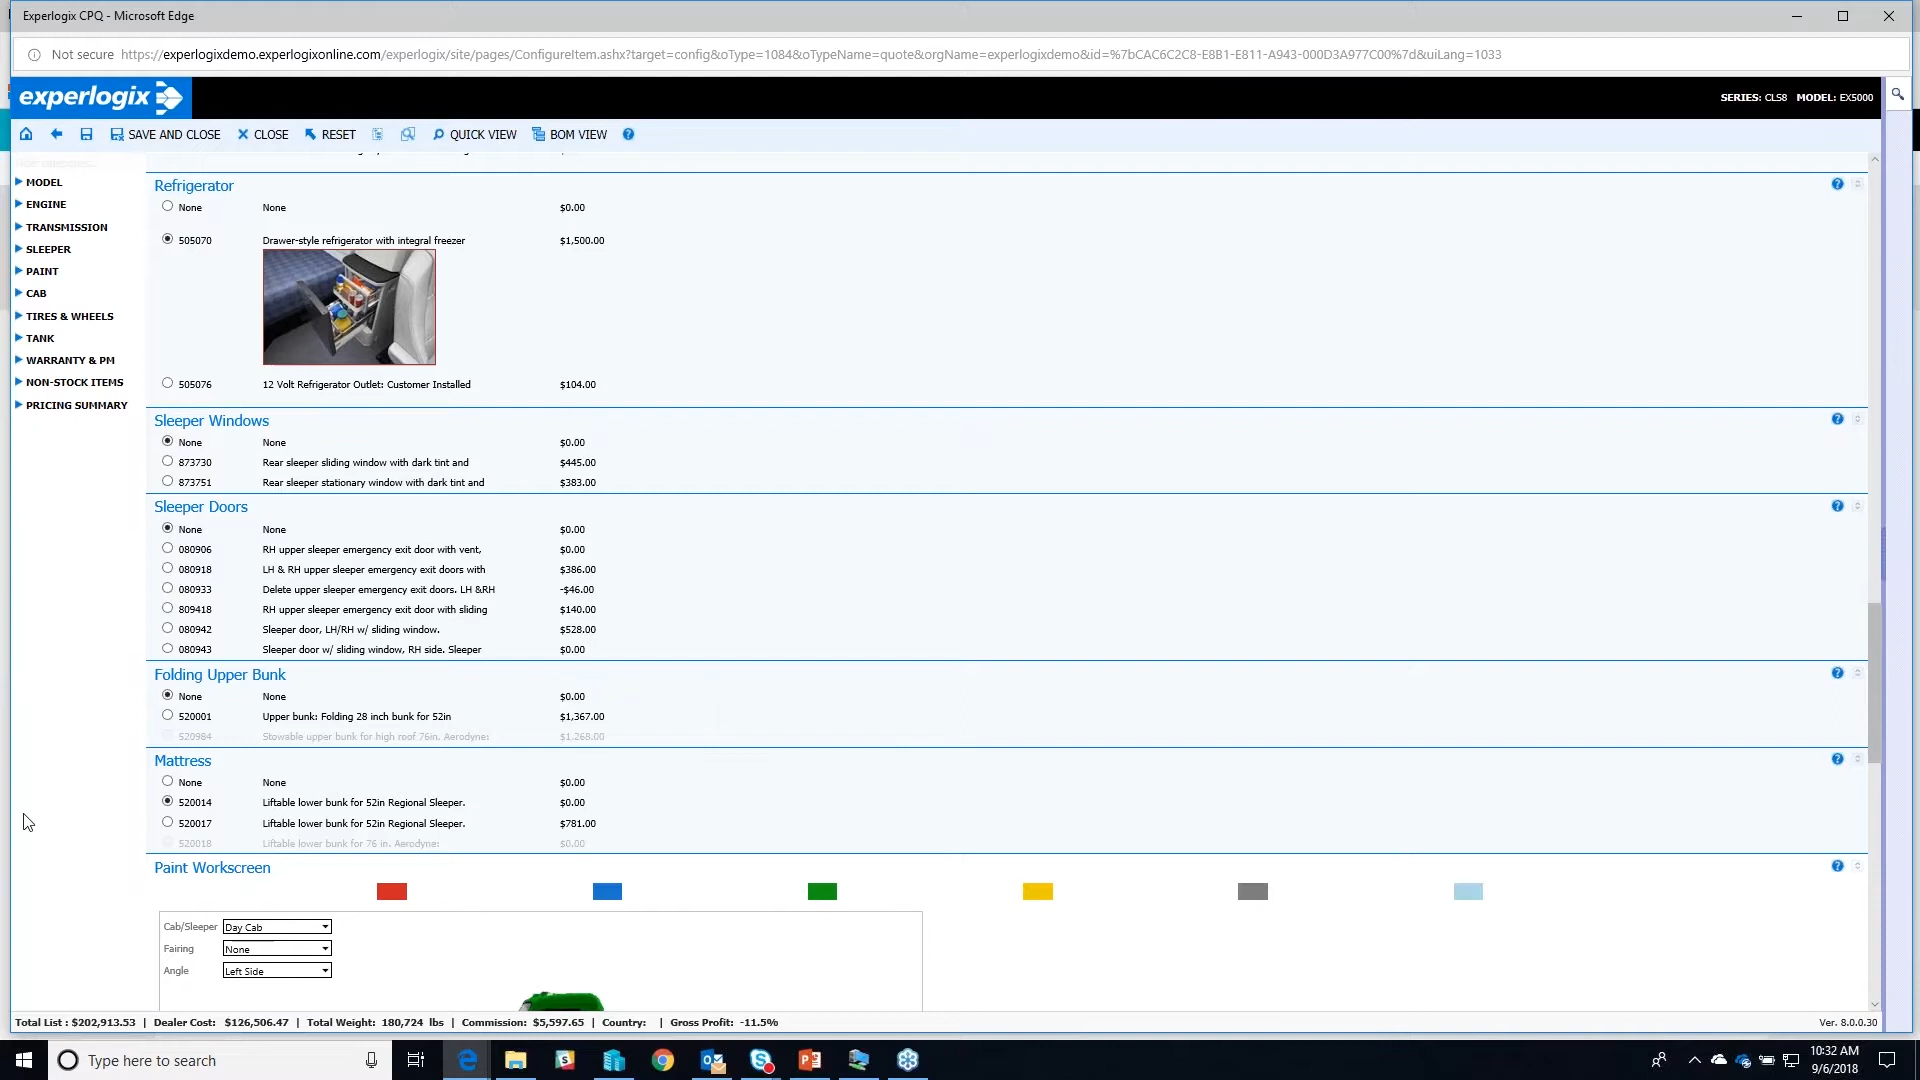 Experlogix CPQ - Microsoft Edge
Not secure https://experlogixdemo.experlogixonline.com/experlogix/site/pages/ConfigureItem.ashx?target=config&oType=1084&oTypeName=quote&orgName=experlogixdemo&id=%7bCAC6C2C8-E8B1-E811-A943-000D3A977C00%7d&uiLang=1033
experlogix
SERIES: CLS8 MODEL: EX5000
SAVE AND CLOSE CLOSE RESET QUICK VIEW BOM VIEW
MODEL
ENGINE
TRANSMISSION
SLEEPER
PAINT
CAB
TIRES & WHEELS
TANK
WARRANTY & PM
NON-STOCK ITEMS
PRICING SUMMARY
Refrigerator
None None $0.00
505070 Drawer-style refrigerator with integral freezer $1,500.00
505076 12 Volt Refrigerator Outlet: Customer Installed $104.00
Sleeper Windows
None None $0.00
873730 Rear sleeper sliding window with dark tint and $445.00
873751 Rear sleeper stationary window with dark tint and $383.00
Sleeper Doors
None None $0.00
080906 RH upper sleeper emergency exit door with vent, $0.00
080918 LH & RH upper sleeper emergency exit doors with $386.00
080933 Delete upper sleeper emergency exit doors. LH &RH -$46.00
809418 RH upper sleeper emergency exit door with sliding $140.00
080942 Sleeper door, LH/RH w/ sliding window. $528.00
080943 Sleeper door w/ sliding window, RH side. Sleeper $0.00
Folding Upper Bunk
None None $0.00
520001 Upper bunk: Folding 28 inch bunk for 52in $1,367.00
520984 Stowable upper bunk for high roof 76in. Aerodyne: $1,268.00
Mattress
None None $0.00
520014 Liftable lower bunk for 52in Regional Sleeper. $0.00
520017 Liftable lower bunk for 52in Regional Sleeper. $781.00
520018 Liftable lower bunk for 76 in. Aerodyne: $0.00
Paint Workscreen
Cab/Sleeper Day Cab
Fairing None
Angle Left Side
Total List : $202,913.53 | Dealer Cost: $126,506.47 | Total Weight: 180,724 lbs | Commission: $5,597.65 | Country: | Gross Profit: -11.5%
Ver. 8.0.0.30
Type here to search
10:32 AM
9/6/2018